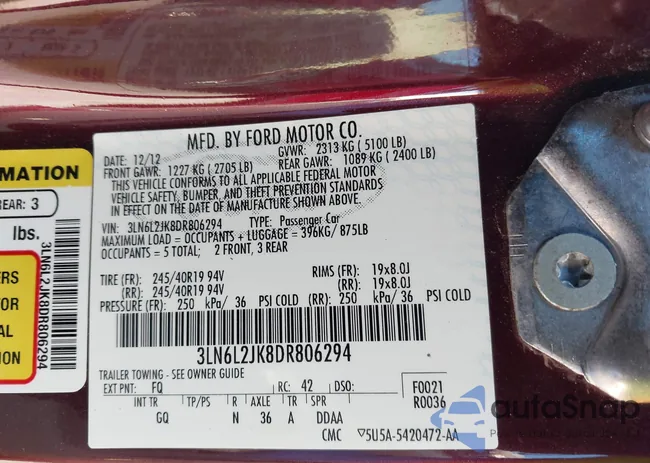 MFD. BY FORD MOTOR CO.
DATE: 12/12 GVWR: 2313 KG ( 5100 LB)
FRONT GAWR: 1227 KG ( 2705 LB) REAR GAWR: 1089 KG ( 2400 LB)
THIS VEHICLE CONFORMS TO ALL APPLICABLE FEDERAL MOTOR
VEHICLE SAFETY, BUMPER, AND THEFT PREVENTION STANDARDS
IN EFFECT ON THE DATE OF MANUFACTURE SHOWN ABOVE.
VIN: 3LN6L2JK8DR806294 TYPE: Passenger Car
MAXIMUM LOAD = OCCUPANTS + LUGGAGE = 396KG/ 875LB
OCCUPANTS = 5 TOTAL; 2 FRONT, 3 REAR
TIRE (FR): 245/40R19 94V RIMS (FR): 19x8.0J
(RR): 245/40R19 94V (RR): 19x8.0J
PRESSURE (FR): 250 kPa/ 36 PSI COLD (RR): 250 kPa/ 36 PSI COLD
3LN6L2JK8DR806294
TRAILER TOWING - SEE OWNER GUIDE
EXT PNT: FQ RC: 42 DSO: F0021
INT TR TP/PS R AXLE TR SPR R0036
GQ N 36 A DDAA
CMC 5U5A-5420472-AA
MATION
REAR: 3
lbs.
ERS
TOR
AL
TION
3LN6L2JK8DR806294
autoSnap